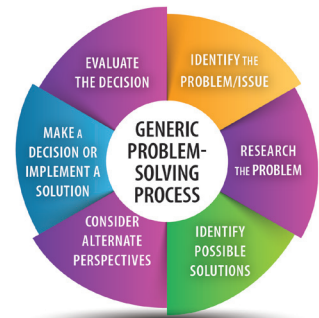 GENERIC
PROBLEM-
SOLVING
PROCESS
IDENTIFY THE
PROBLEM/ISSUE
RESEARCH
THE PROBLEM
IDENTIFY
POSSIBLE
SOLUTIONS
CONSIDER
ALTERNATE
PERSPECTIVES
MAKE A
DECISION OR
IMPLEMENT A
SOLUTION
EVALUATE
THE DECISION